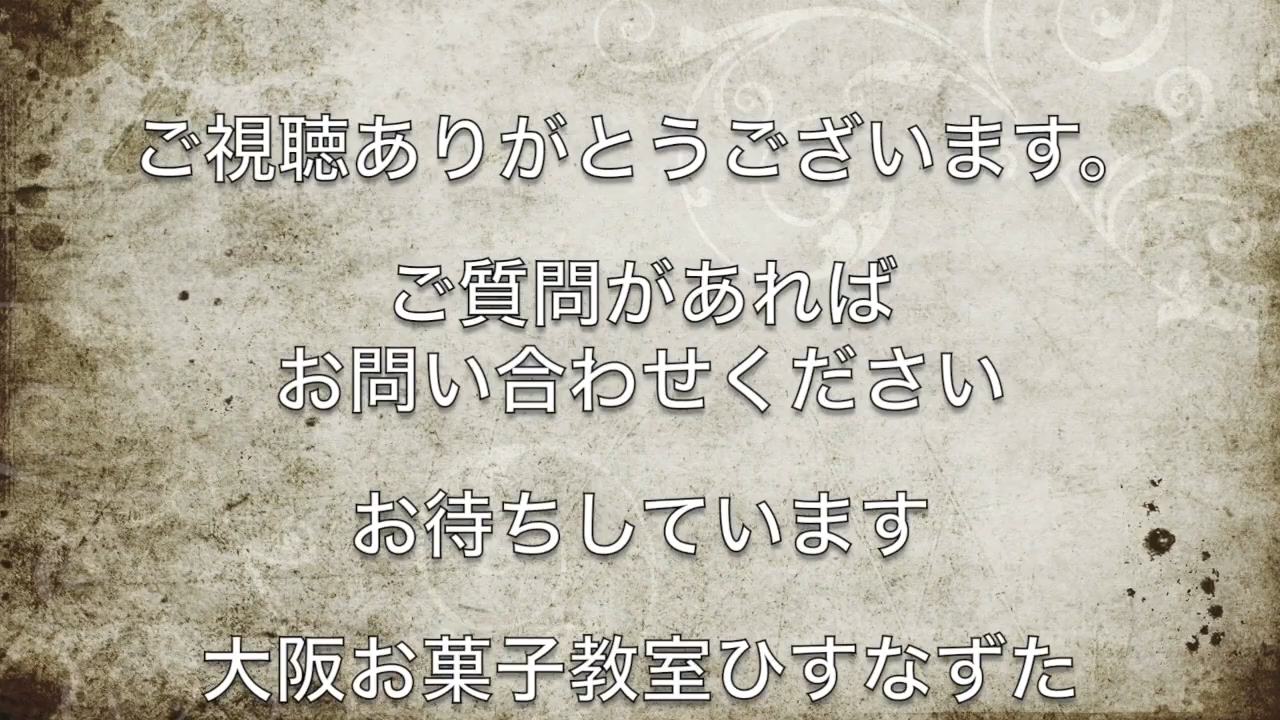 ご視聴ありがとうございます。
ご質問があれば
お問い合わせください
お待ちしています
大阪お菓子教室ひすなずた